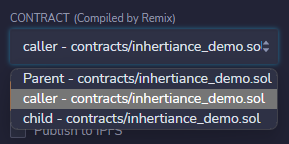 CONTRACT (Compiled by Remix)
caller - contracts/inhertiance_demo.sol
Parent - contracts/inhertiance_demo.sol
caller - contracts/inhertiance_demo.sol
child - contracts/inhertiance_demo.sol
Publish to IPFS